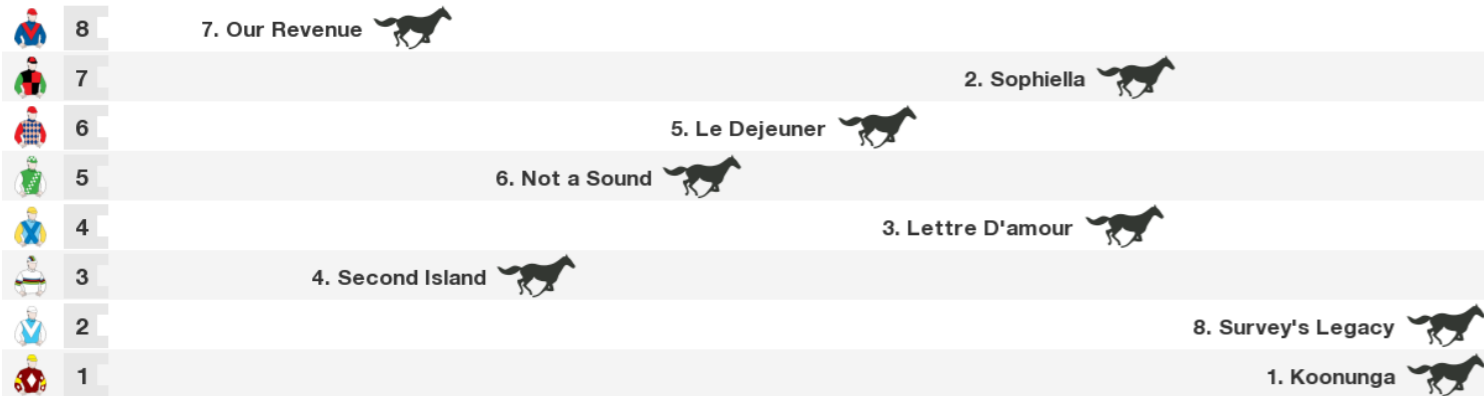 8 7. Our Revenue
7 2. Sophiella
6 5. Le Dejeuner
5 6. Not a Sound
4 3. Lettre D'amour
3 4. Second Island
2 8. Survey's Legacy
1 1. Koonunga